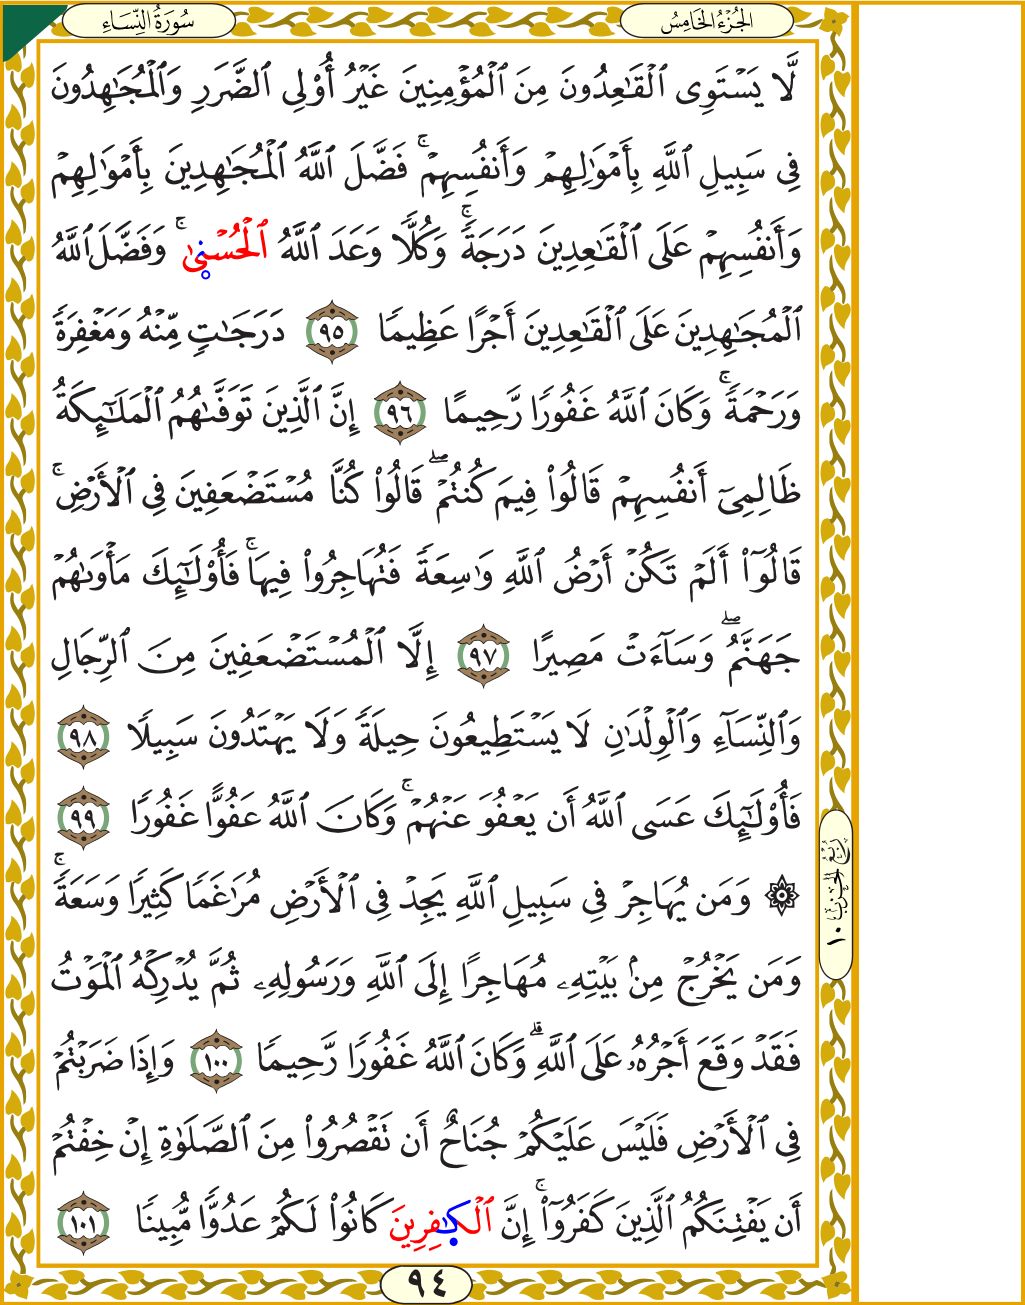 سُورَةُ النِّسَاءِ
الجُزْءُ الخَامِسُ
لَّا يَسْتَوِى ٱلْقَٰعِدُونَ مِنَ ٱلْمُؤْمِنِينَ غَيْرُ أُو۟لِى ٱلضَّرَرِ وَٱلْمُجَٰهِدُونَ
فِى سَبِيلِ ٱللَّهِ بِأَمْوَٰلِهِمْ وَأَنفُسِهِمْ ۚ فَضَّلَ ٱللَّهُ ٱلْمُجَٰهِدِينَ بِأَمْوَٰلِهِمْ
وَأَنفُسِهِمْ عَلَى ٱلْقَٰعِدِينَ دَرَجَةً ۚ وَكُلًّا وَعَدَ ٱللَّهُ ٱلْحُسْنىٰ ۚ وَفَضَّلَ ٱللَّهُ
ٱلْمُجَٰهِدِينَ عَلَى ٱلْقَٰعِدِينَ أَجْرًا عَظِيمًا ٩٥ دَرَجَٰتٍ مِّنْهُ وَمَغْفِرَةً
وَرَحْمَةً ۚ وَكَانَ ٱللَّهُ غَفُورًا رَّحِيمًا ٩٦ إِنَّ ٱلَّذِينَ تَوَفَّىٰهُمُ ٱلْمَلَٰٓئِكَةُ
ظَالِمِىٓ أَنفُسِهِمْ قَالُوا۟ فِيمَ كُنتُمْ ۖ قَالُوا۟ كُنَّا مُسْتَضْعَفِينَ فِى ٱلْأَرْضِ ۚ
قَالُوٓا۟ أَلَمْ تَكُنْ أَرْضُ ٱللَّهِ وَٰسِعَةً فَتُهَاجِرُوا۟ فِيهَا ۚ فَأُو۟لَٰٓئِكَ مَأْوَىٰهُمْ
جَهَنَّمُ ۖ وَسَآءَتْ مَصِيرًا ٩٧ إِلَّا ٱلْمُسْتَضْعَفِينَ مِنَ ٱلرِّجَالِ
وَٱلنِّسَآءِ وَٱلْوِلْدَٰنِ لَا يَسْتَطِيعُونَ حِيلَةً وَلَا يَهْتَدُونَ سَبِيلًا ٩٨
فَأُو۟لَٰٓئِكَ عَسَى ٱللَّهُ أَن يَعْفُوَ عَنْهُمْ ۚ وَكَانَ ٱللَّهُ عَفُوًّا غَفُورًا ٩٩
۞ وَمَن يُهَاجِرْ فِى سَبِيلِ ٱللَّهِ يَجِدْ فِى ٱلْأَرْضِ مُرَٰغَمًا كَثِيرًا وَسَعَةً ۚ
وَمَن يَخْرُجْ مِنۢ بَيْتِهِۦ مُهَاجِرًا إِلَى ٱللَّهِ وَرَسُولِهِۦ ثُمَّ يُدْرِكْهُ ٱلْمَوْتُ
فَقَدْ وَقَعَ أَجْرُهُۥ عَلَى ٱللَّهِ ۗ وَكَانَ ٱللَّهُ غَفُورًا رَّحِيمًا ١٠٠ وَإِذَا ضَرَبْتُمْ
فِى ٱلْأَرْضِ فَلَيْسَ عَلَيْكُمْ جُنَاحٌ أَن تَقْصُرُوا۟ مِنَ ٱلصَّلَوٰةِ إِنْ خِفْتُمْ
أَن يَفْتِنَكُمُ ٱلَّذِينَ كَفَرُوٓا۟ ۚ إِنَّ ٱلْكَٰفِرِينَ كَانُوا۟ لَكُمْ عَدُوًّا مُّبِينًا ١٠١
رُبْعُ الحِزْبِ ١٠
٩٤